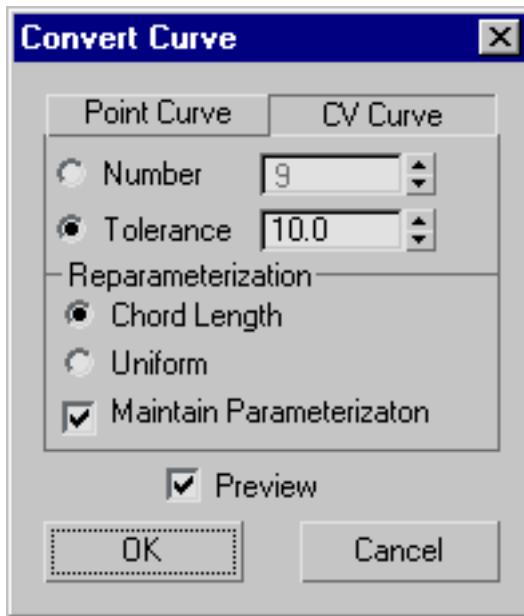 Convert Curve
Point Curve CV Curve
Number 9
Tolerance 10.0
Reparameterization
Chord Length
Uniform
Maintain Parameterizaton
Preview
OK Cancel